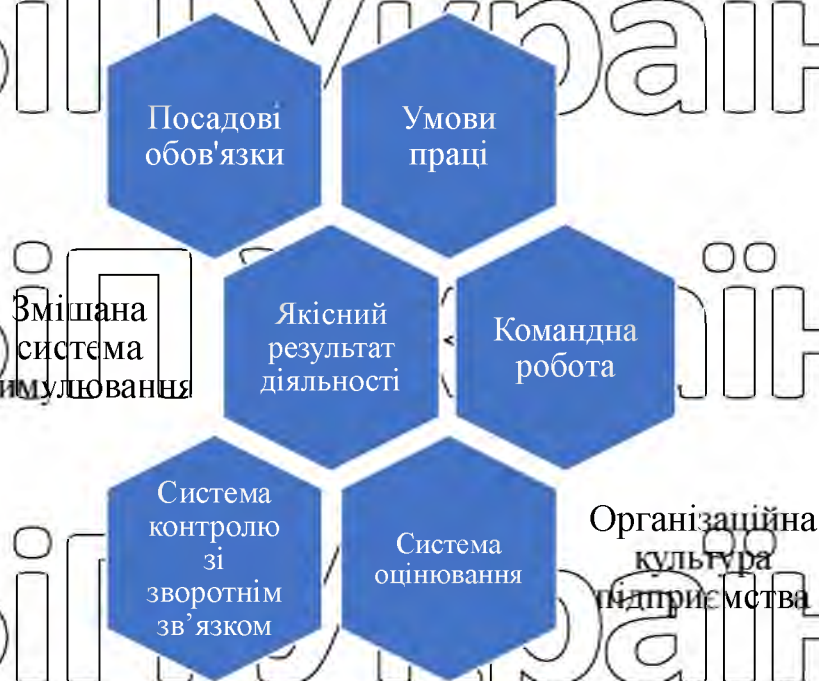 Посадові
обов'язки
Умови
праці
Змішана
система
Якісний
результат
діяльності
Командна
робота
Система
контролю
зі
зворотнім
зв’язком
Система
оцінювання
Організаційна
культура
підприємства